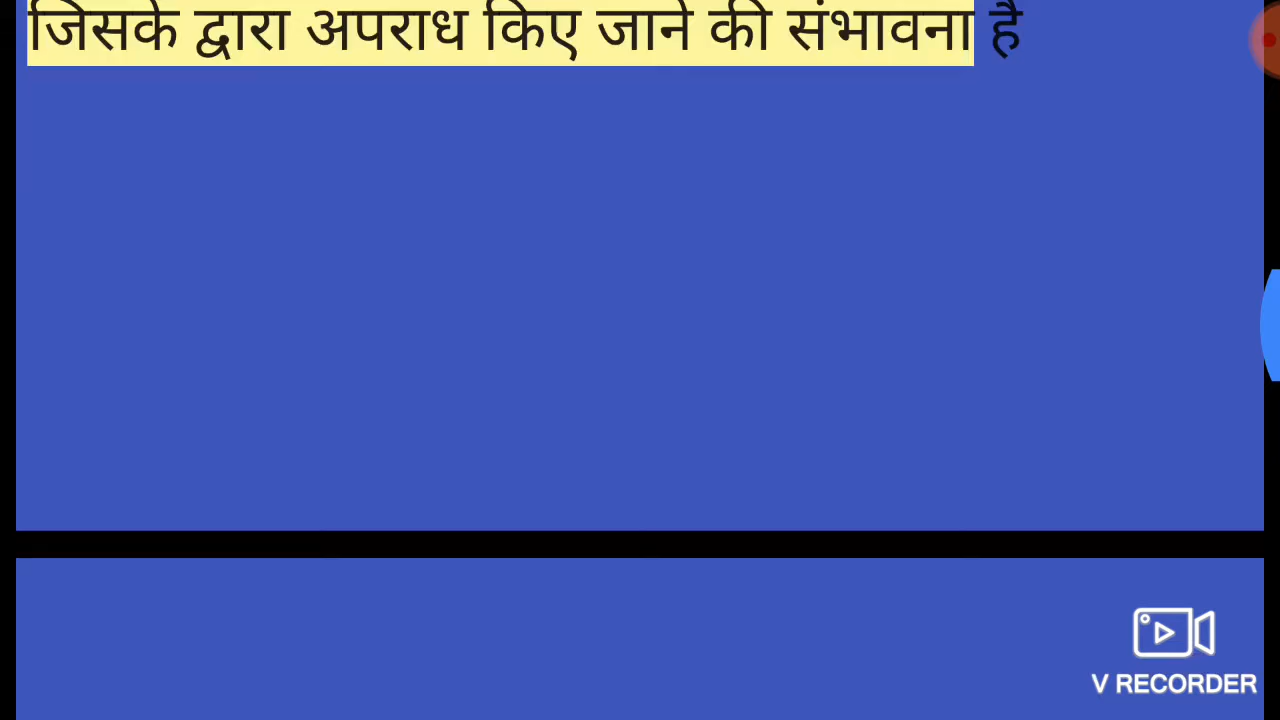 जिसके द्वारा अपराध किए जाने की संभावना है
V RECORDER